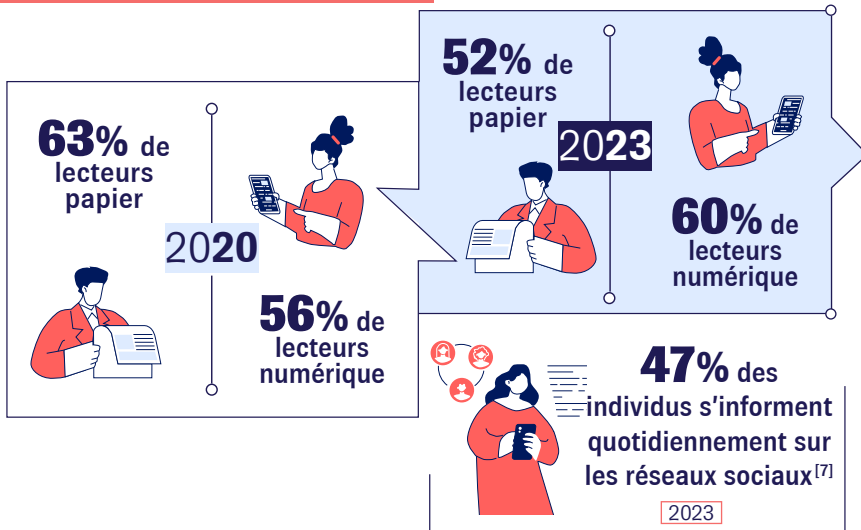 63% de
lecteurs
papier
2020
56% de
lecteurs
numérique
52% de
lecteurs
papier
2023
60% de
lecteurs
numérique
47% des
individus s’informent
quotidiennement sur
les réseaux sociaux[7]
2023